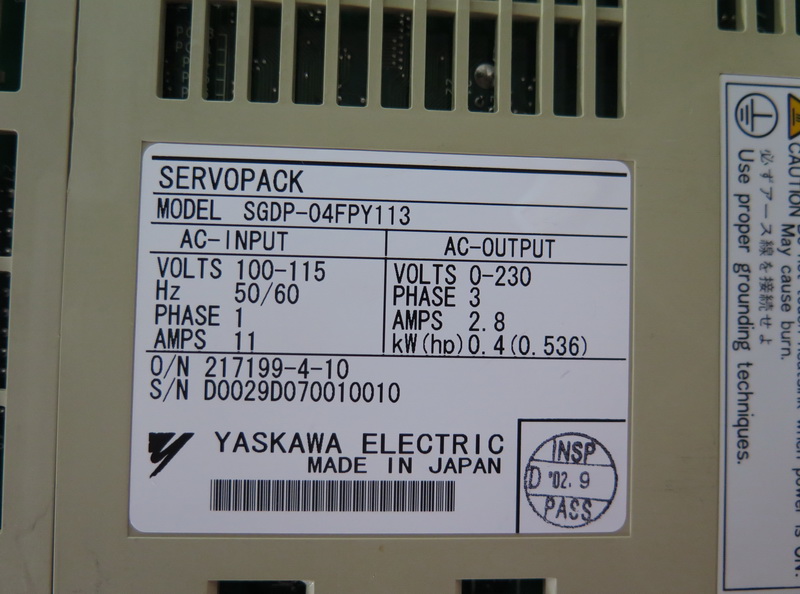 SERVOPACK
MODEL SGDP-04FPY113
AC-INPUT
VOLTS 100-115
Hz 50/60
PHASE 1
AMPS 11
AC-OUTPUT
VOLTS 0-230
PHASE 3
AMPS 2.8
kW(hp) 0.4(0.536)
O/N 217199-4-10
S/N D0029D070010010
YASKAWA ELECTRIC
MADE IN JAPAN
INSP
D '02. 9
PASS
CAUTION
May cause burn.
必ずアース線を接続せよ
Use proper grounding techniques.